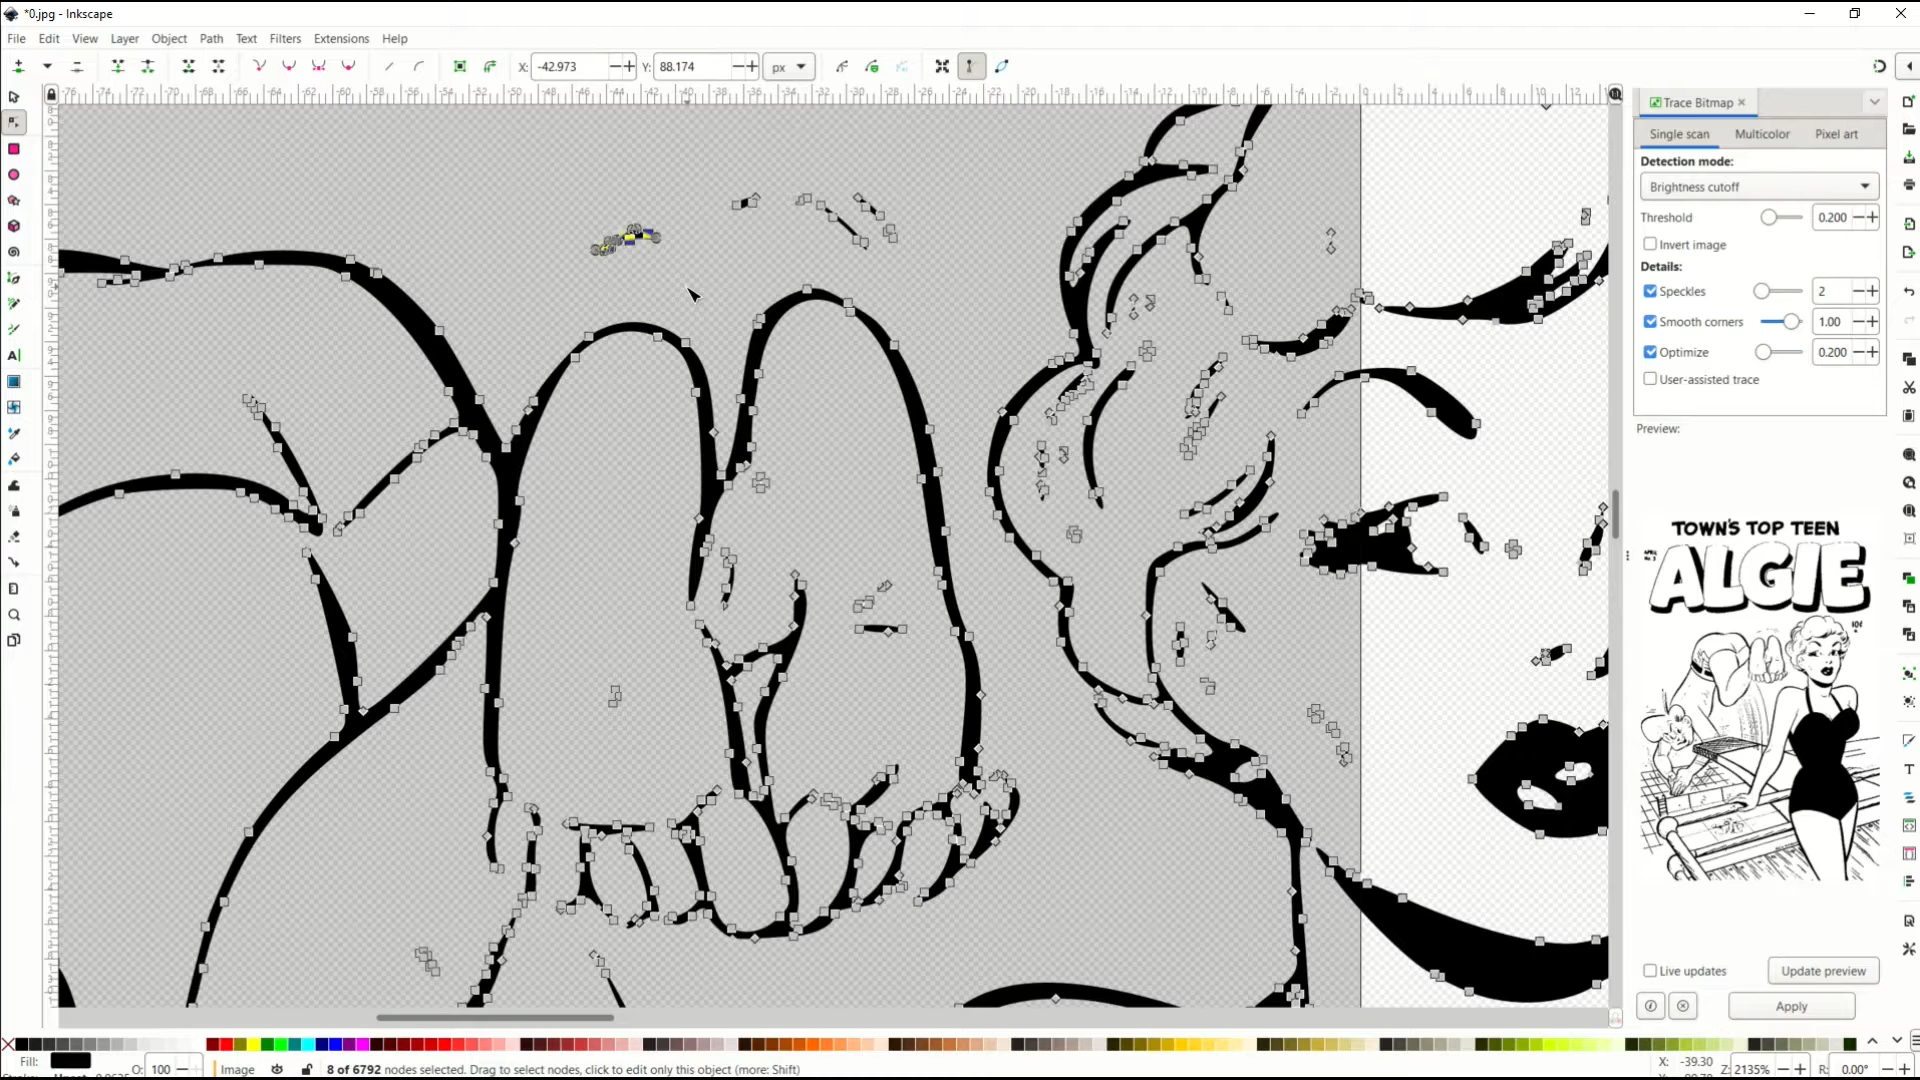 *0.jpg - Inkscape
File Edit View Layer Object Path Text Filters Extensions Help
X: -42.973 Y: 88.174 px
Trace Bitmap
Single scan Multicolor Pixel art
Detection mode:
Brightness cutoff
Threshold 0.200
Invert image
Details:
Speckles 2
Smooth corners 1.00
Optimize 0.200
User-assisted trace
Preview:
TOWN'S TOP TEEN
ALGIE
10¢
Live updates Update preview
Apply
Fill: O: 100 Image 8 of 6792 nodes selected. Drag to select nodes, click to edit only this object (more: Shift) X: -39.30 Z: 2135% R: 0.00°